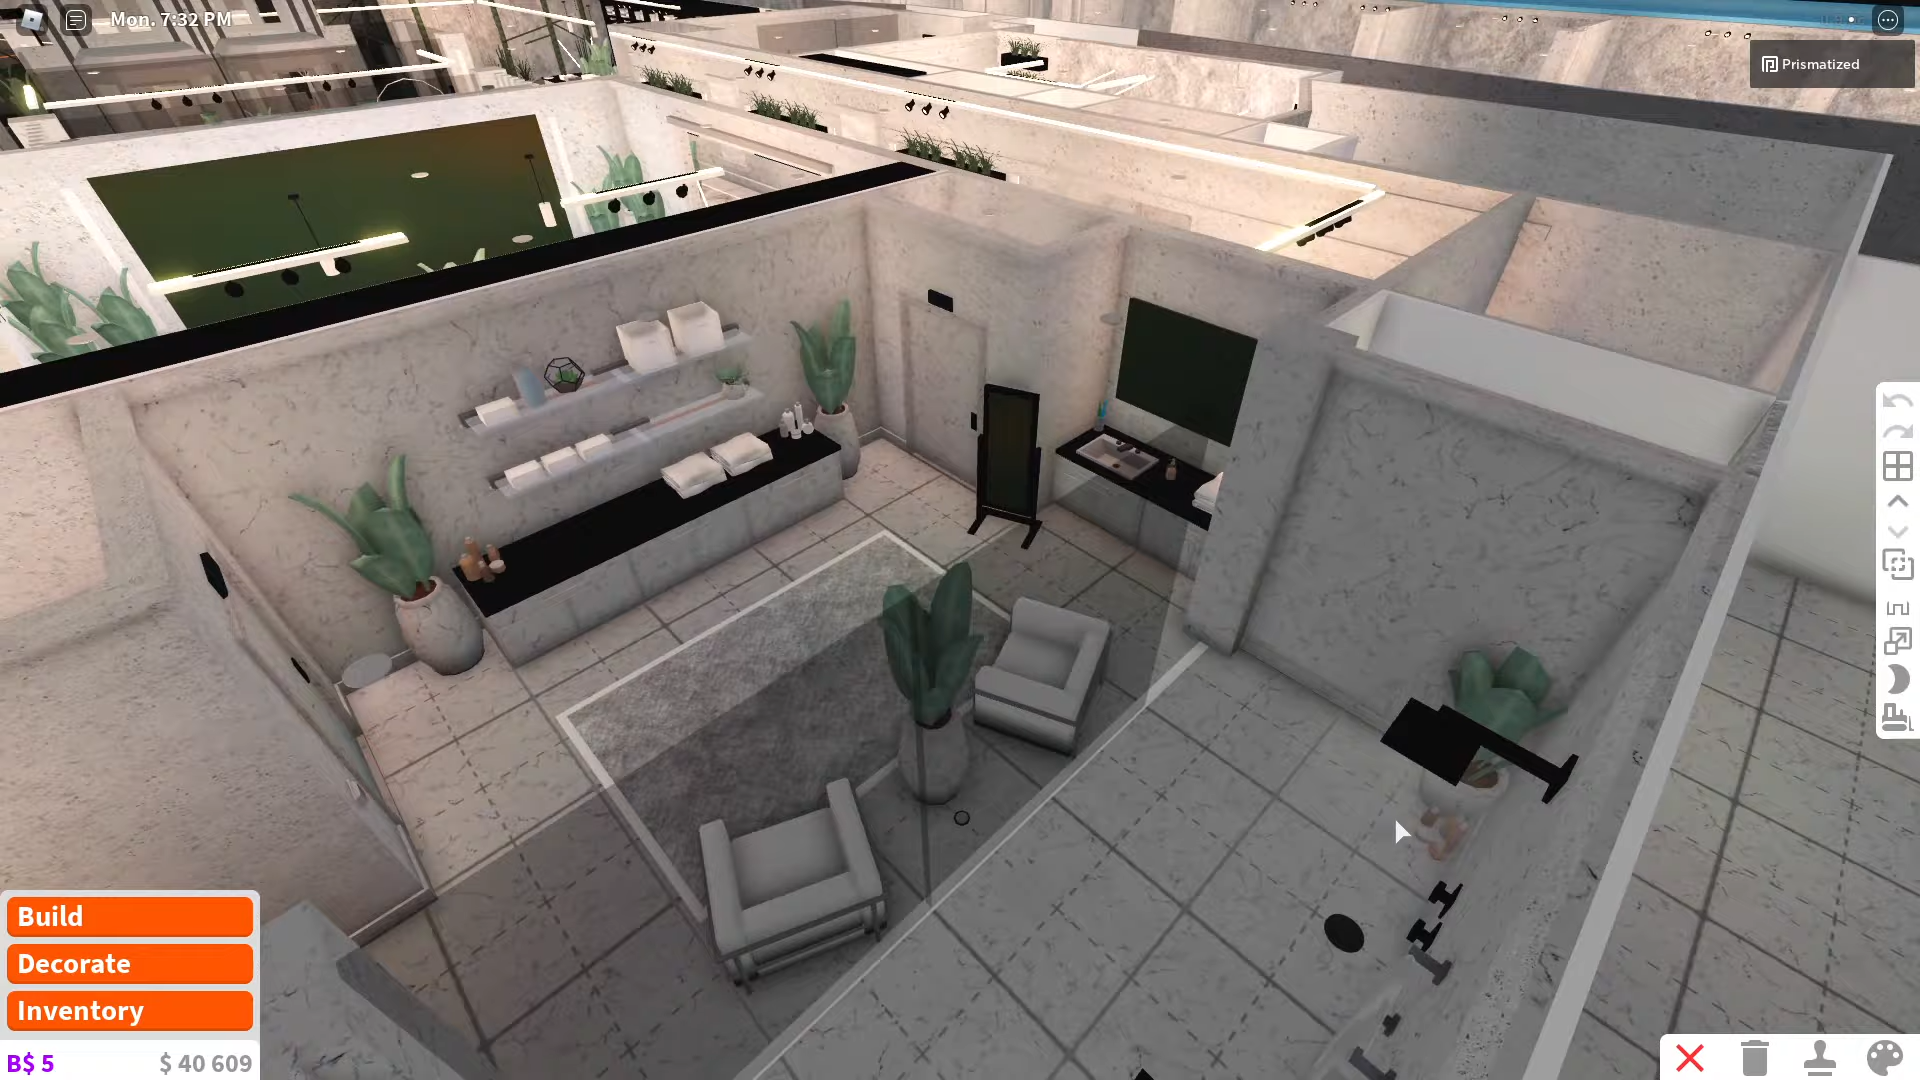 Mon. 7:32 PM
Prismatized
Build
Decorate
Inventory
B$ 5
$ 40 609